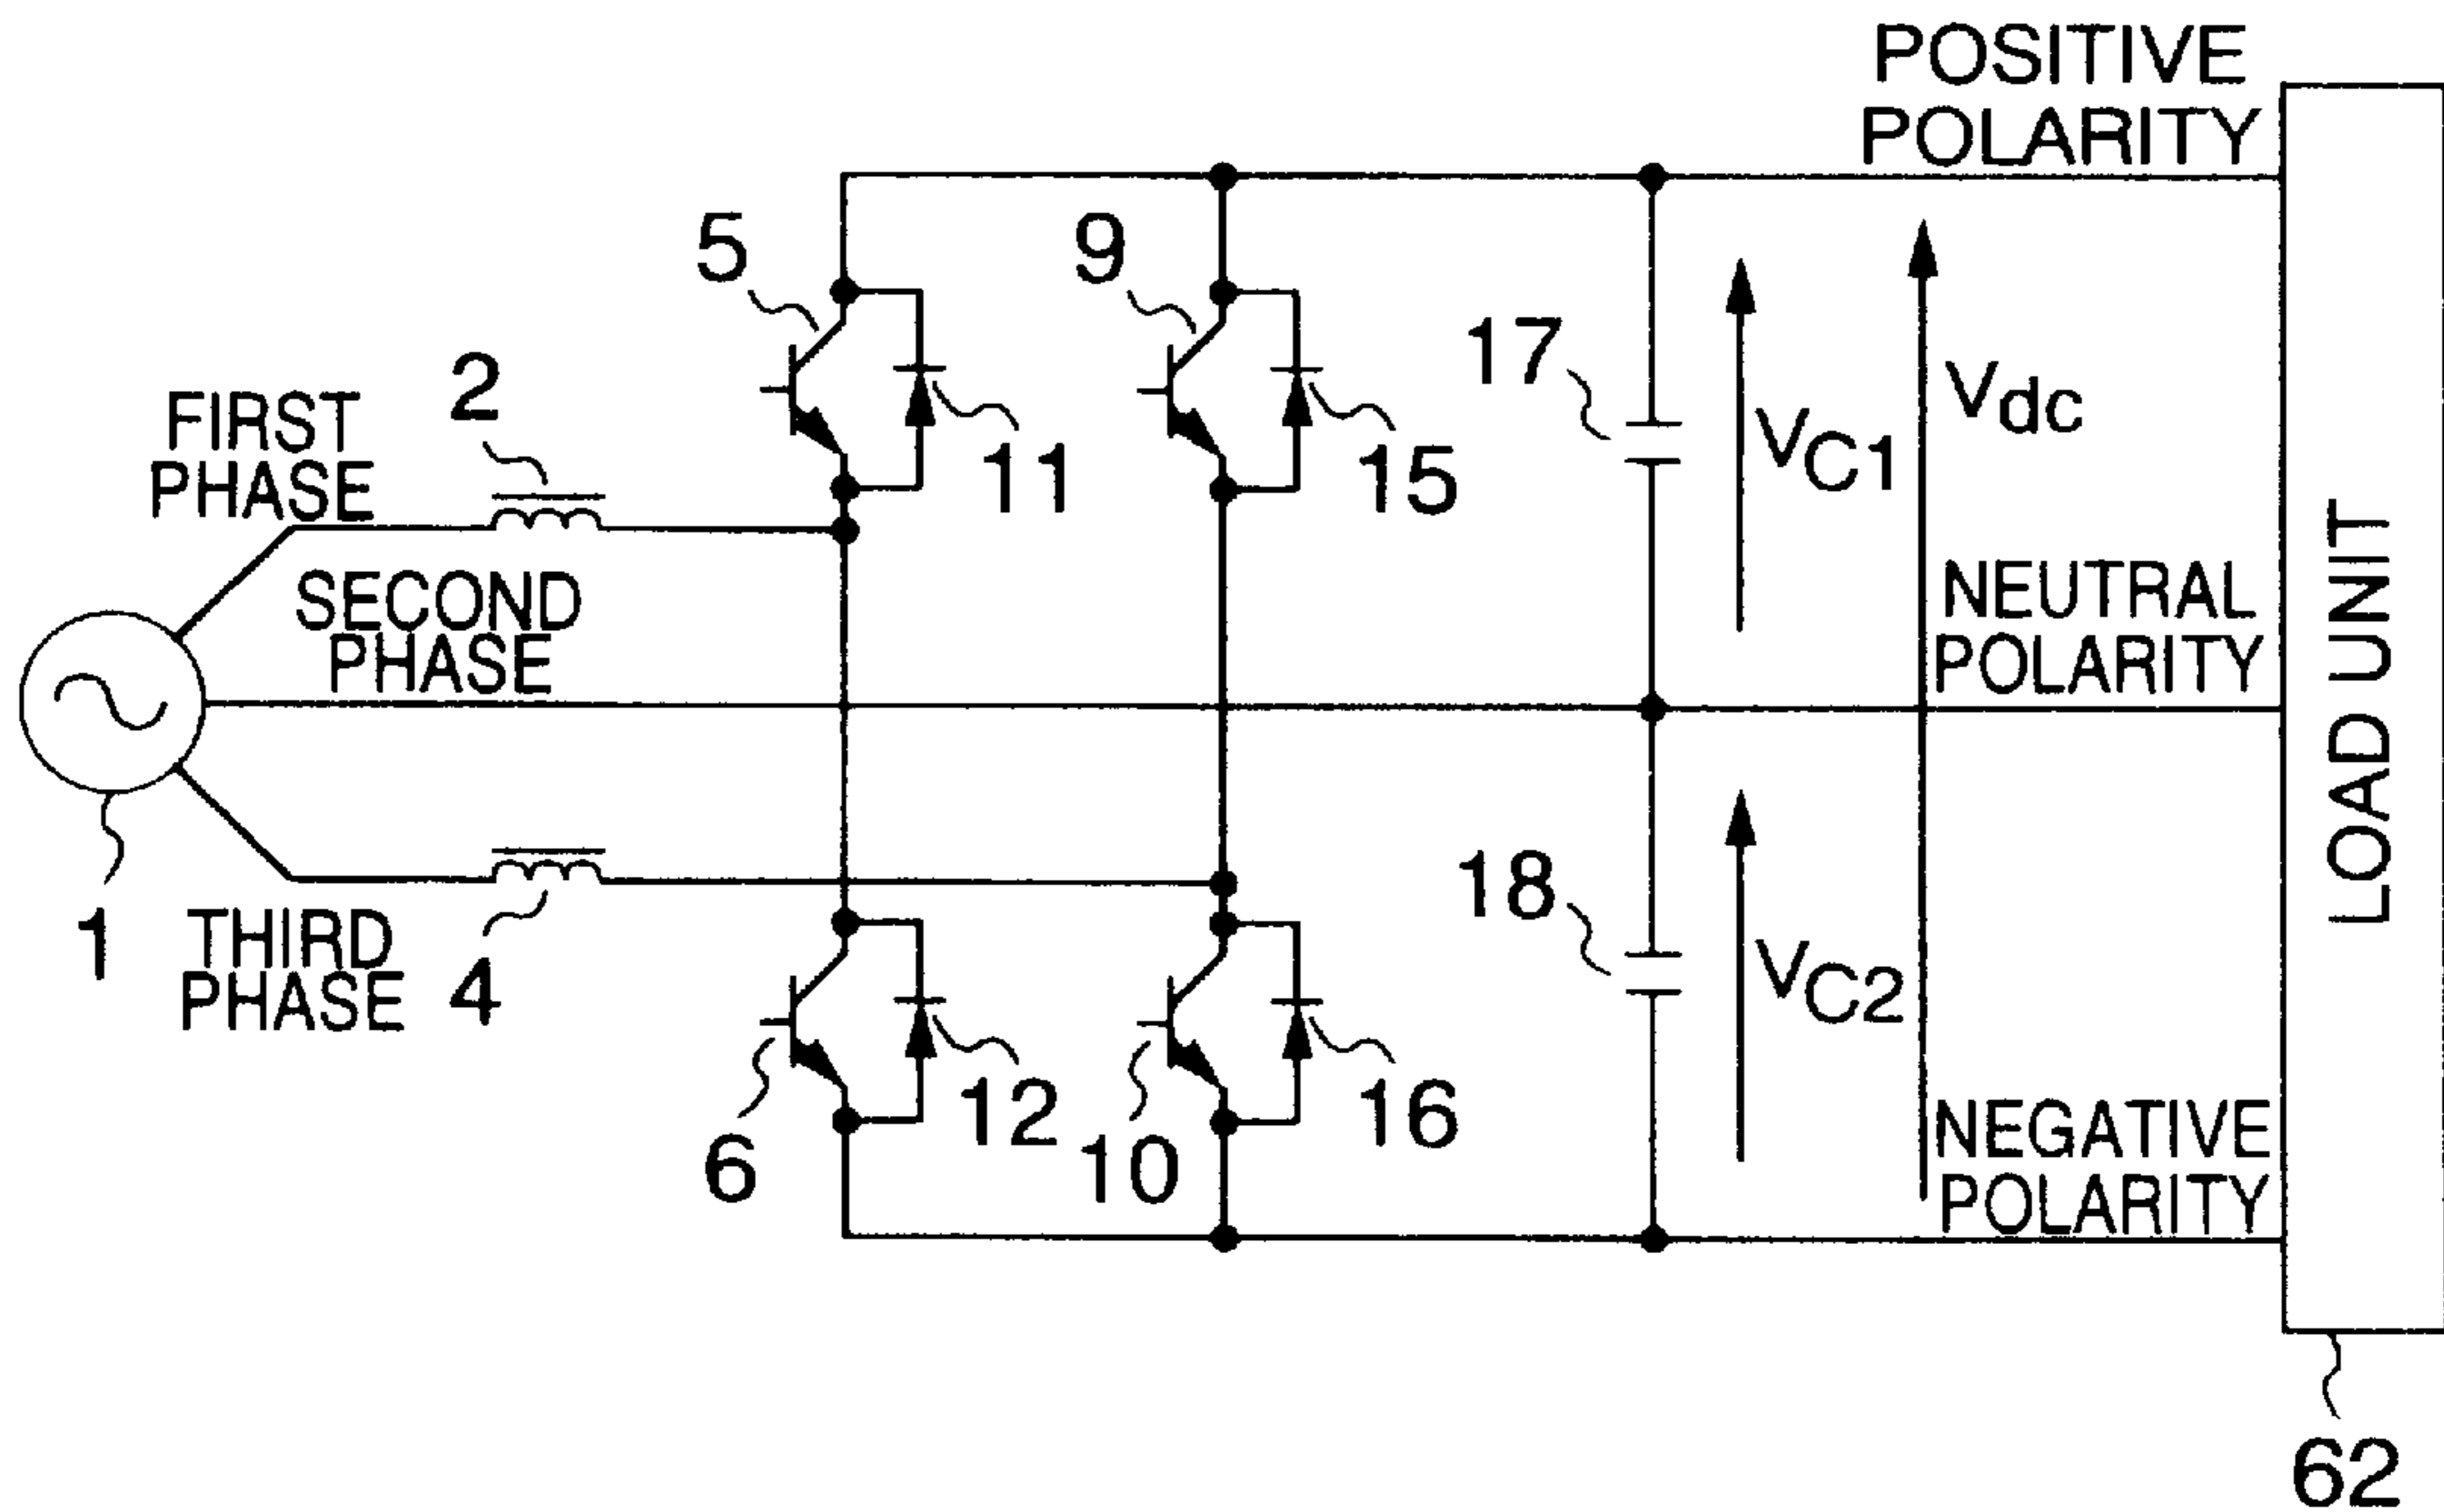 POSITIVE
POLARITY
5
9
17
VC1
Vdc
FIRST
PHASE
2
11
15
SECOND
PHASE
NEUTRAL
POLARITY
LOAD UNIT
1
THIRD
PHASE
4
18
VC2
6
12
10
16
NEGATIVE
POLARITY
62